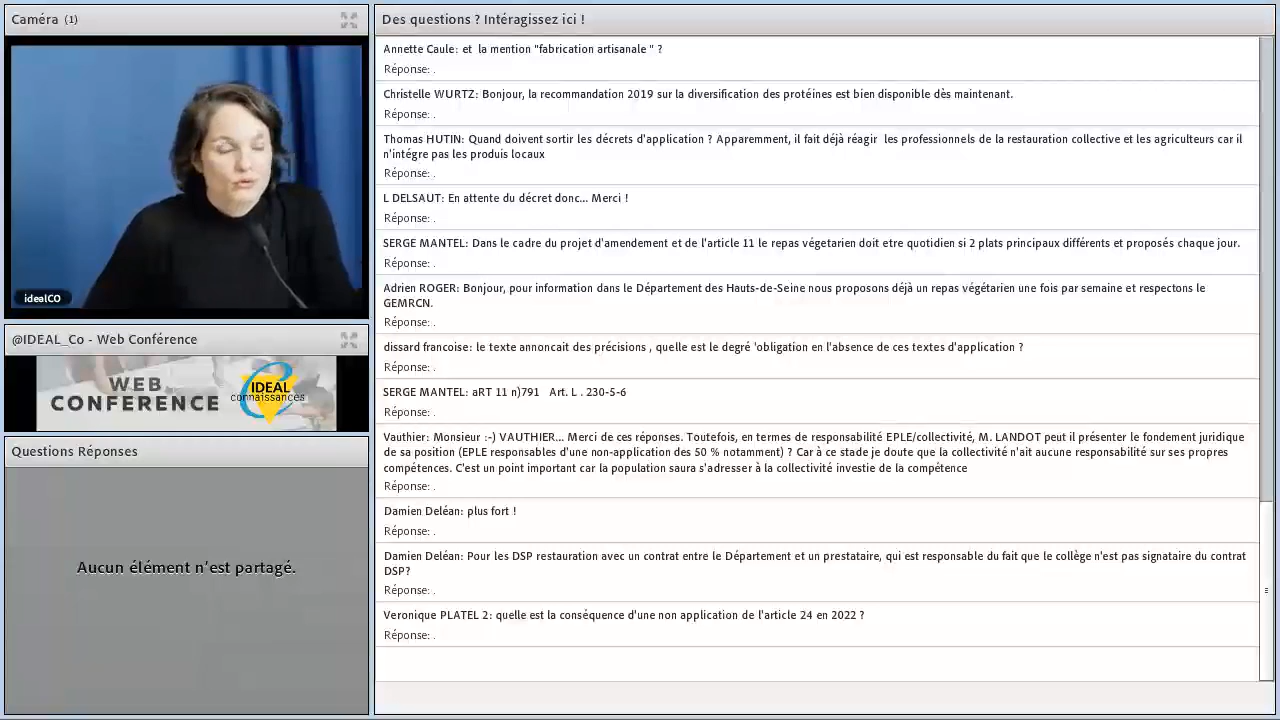 Caméra (1)
idealCO
@IDEAL_Co - Web Conférence
WEB
CONFERENCE
IDEAL
connaissances
Questions Réponses
Aucun élément n'est partagé.
Des questions ? Intéragissez ici !
Annette Caule: et  la mention "fabrication artisanale " ?
Réponse: .
Christelle WURTZ: Bonjour, la recommandation 2019 sur la diversification des protéines est bien disponible dès maintenant.
Réponse: .
Thomas HUTIN: Quand doivent sortir les décrets d'application ? Apparemment, il fait déjà réagir  les professionnels de la restauration collective et les agriculteurs car il
n'intégre pas les produis locaux
Réponse: .
L DELSAUT: En attente du décret donc... Merci !
Réponse: .
SERGE MANTEL: Dans le cadre du projet d'amendement et de l'article 11 le repas végetarien doit etre quotidien si 2 plats principaux différents et proposés chaque jour.
Réponse: .
Adrien ROGER: Bonjour, pour information dans le Département des Hauts-de-Seine nous proposons déjà un repas végétarien une fois par semaine et respectons le
GEMRCN.
Réponse: .
dissard francoise: le texte annoncait des précisions , quelle est le degré 'obligation en l'absence de ces textes d'application ?
Réponse: .
SERGE MANTEL: aRT 11 n)791   Art. L . 230-5-6
Réponse: .
Vauthier: Monsieur :-) VAUTHIER... Merci de ces réponses. Toutefois, en termes de responsabilité EPLE/collectivité, M. LANDOT peut il présenter le fondement juridique
de sa position (EPLE responsables d'une non-application des 50 % notamment) ? Car à ce stade je doute que la collectivité n'ait aucune responsabilité sur ses propres
compétences. C'est un point important car la population saura s'adresser à la collectivité investie de la compétence
Réponse: .
Damien Deléan: plus fort !
Réponse: .
Damien Deléan: Pour les DSP restauration avec un contrat entre le Département et un prestataire, qui est responsable du fait que le collège n'est pas signataire du contrat
DSP?
Réponse: .
Veronique PLATEL 2: quelle est la conséquence d'une non application de l'article 24 en 2022 ?
Réponse: .